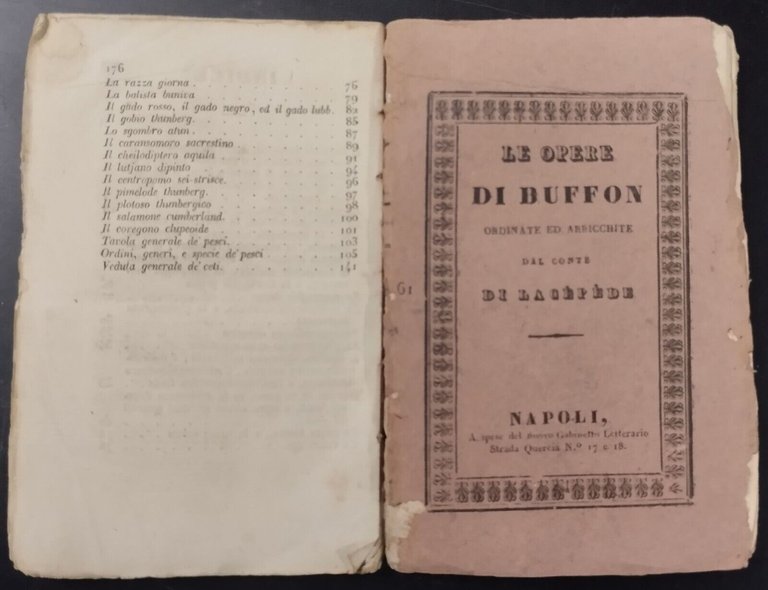 176
La razza giorna . . . . . . . . . . 76
La balista buniva . . . . . . . . . 79
Il gado rosso, il gado negro, ed il gado lubb. 82
Il gobio thunberg. . . . . . . . . . 85
Lo sgombro atun. . . . . . . . . . 87
Il caransomoro sacrestino . . . . . . 89
Il cheilodiptero aquila . . . . . . . 91
Il lutjano dipinto . . . . . . . . . 94
Il centropomo sei-strisce. . . . . . . 96
Il pimelode thunberg. . . . . . . . . 97
Il plotoso thunbergico . . . . . . . . 98
Il salamone cumberland. . . . . . . . 100
Il coregono clupeoide . . . . . . . . 101
Tavola generale de' pesci. . . . . . . 103
Ordini, generi, e specie de' pesci . . . 105
Veduta generale de' ceti. . . . . . . . 141
61
LE OPERE
DI BUFFON
ORDINATE ED ARRICCHITE
DAL CONTE
DI LACÈPÈDE
NAPOLI,
A spese del nuovo Gabinetto Letterario
Strada Quercia N.º 17 e 18.